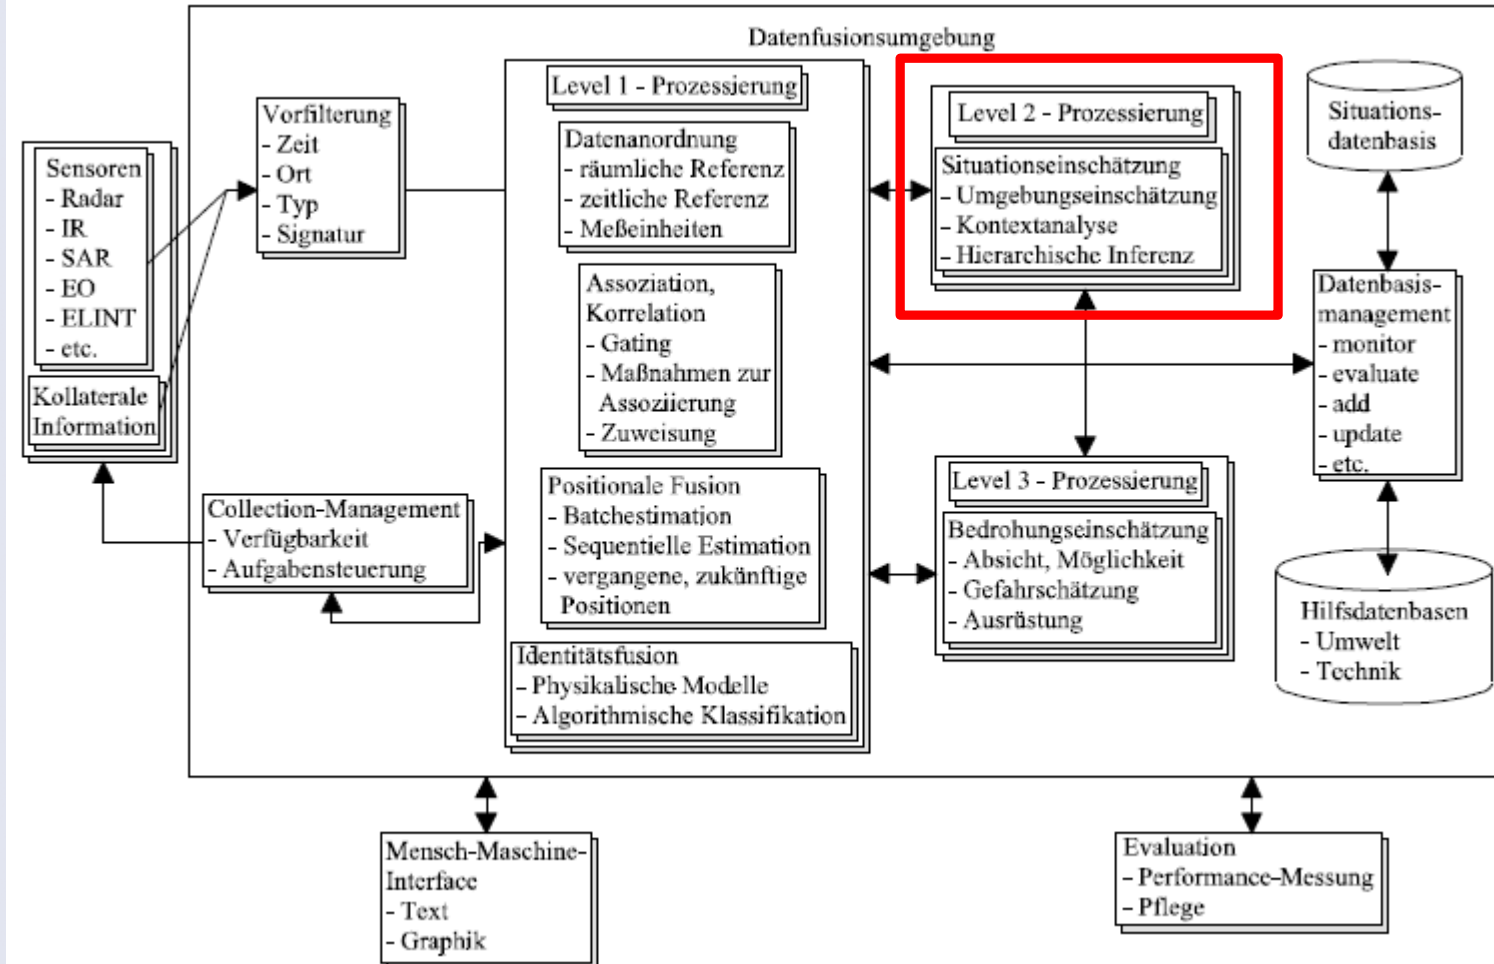 Datenfusionsumgebung
Sensoren
- Radar
- IR
- SAR
- EO
- ELINT
- etc.
Kollaterale
Information
Vorfilterung
- Zeit
- Ort
- Typ
- Signatur
Collection-Management
- Verfügbarkeit
- Aufgabensteuerung
Level 1 - Prozessierung
Datenanordnung
- räumliche Referenz
- zeitliche Referenz
- Meßeinheiten
Assoziation,
Korrelation
- Gating
- Maßnahmen zur
Assoziierung
- Zuweisung
Positionale Fusion
- Batchestimation
- Sequentielle Estimation
- vergangene, zukünftige
Positionen
Identitätsfusion
- Physikalische Modelle
- Algorithmische Klassifikation
Level 2 - Prozessierung
Situationseinschätzung
- Umgebungseinschätzung
- Kontextanalyse
- Hierarchische Inferenz
Level 3 - Prozessierung
Bedrohungseinschätzung
- Absicht, Möglichkeit
- Gefahrschätzung
- Ausrüstung
Situations-
datenbasis
Datenbasis-
management
- monitor
- evaluate
- add
- update
- etc.
Hilfsdatenbasen
- Umwelt
- Technik
Mensch-Maschine-
Interface
- Text
- Graphik
Evaluation
- Performance-Messung
- Pflege